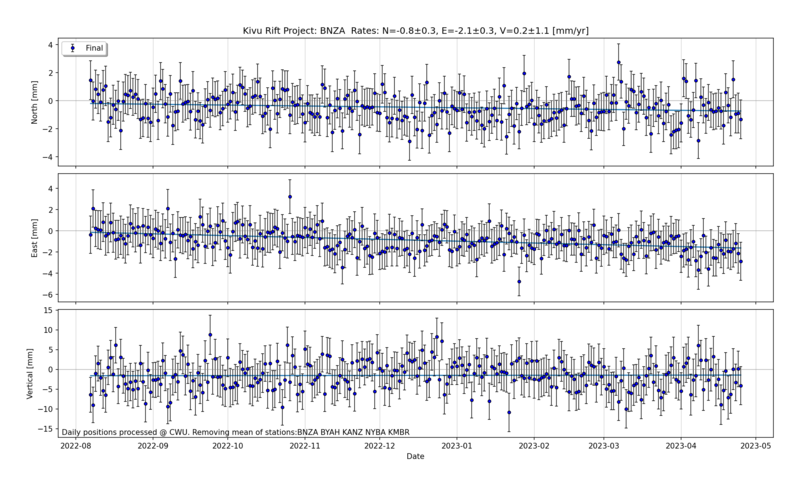 Kivu Rift Project: BNZA Rates: N=-0.8±0.3, E=-2.1±0.3, V=0.2±1.1 [mm/yr]
Final
North [mm]
4
2
0
−2
−4
East [mm]
4
2
0
−2
−4
−6
Vertical [mm]
15
10
5
0
−5
−10
−15
Daily positions processed @ CWU. Removing mean of stations:BNZA BYAH KANZ NYBA KMBR
2022-08 2022-09 2022-10 2022-11 2022-12 2023-01 2023-02 2023-03 2023-04 2023-05
Date